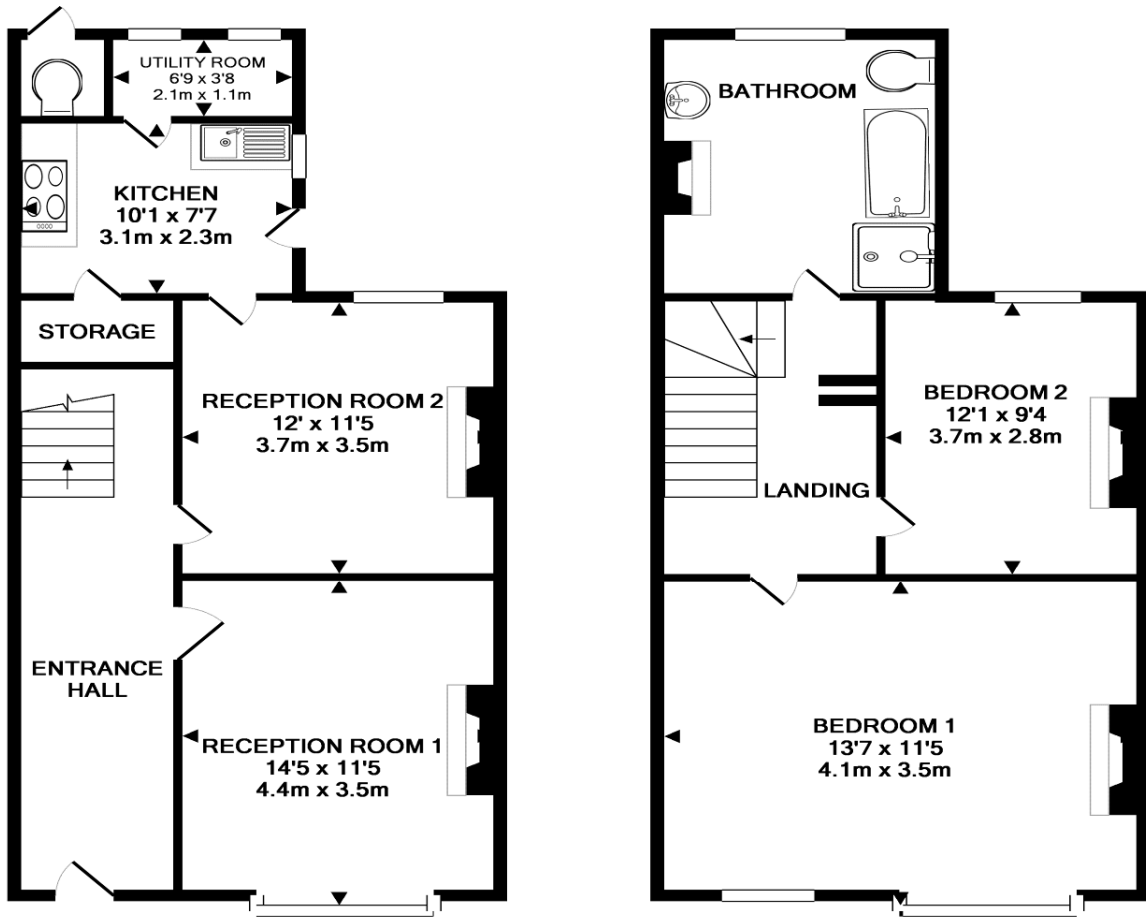 UTILITY ROOM
6'9 x 3'8
2.1m x 1.1m
KITCHEN
10'1 x 7'7
3.1m x 2.3m
STORAGE
RECEPTION ROOM 2
12' x 11'5
3.7m x 3.5m
ENTRANCE
HALL
RECEPTION ROOM 1
14'5 x 11'5
4.4m x 3.5m
BATHROOM
BEDROOM 2
12'1 x 9'4
3.7m x 2.8m
LANDING
BEDROOM 1
13'7 x 11'5
4.1m x 3.5m